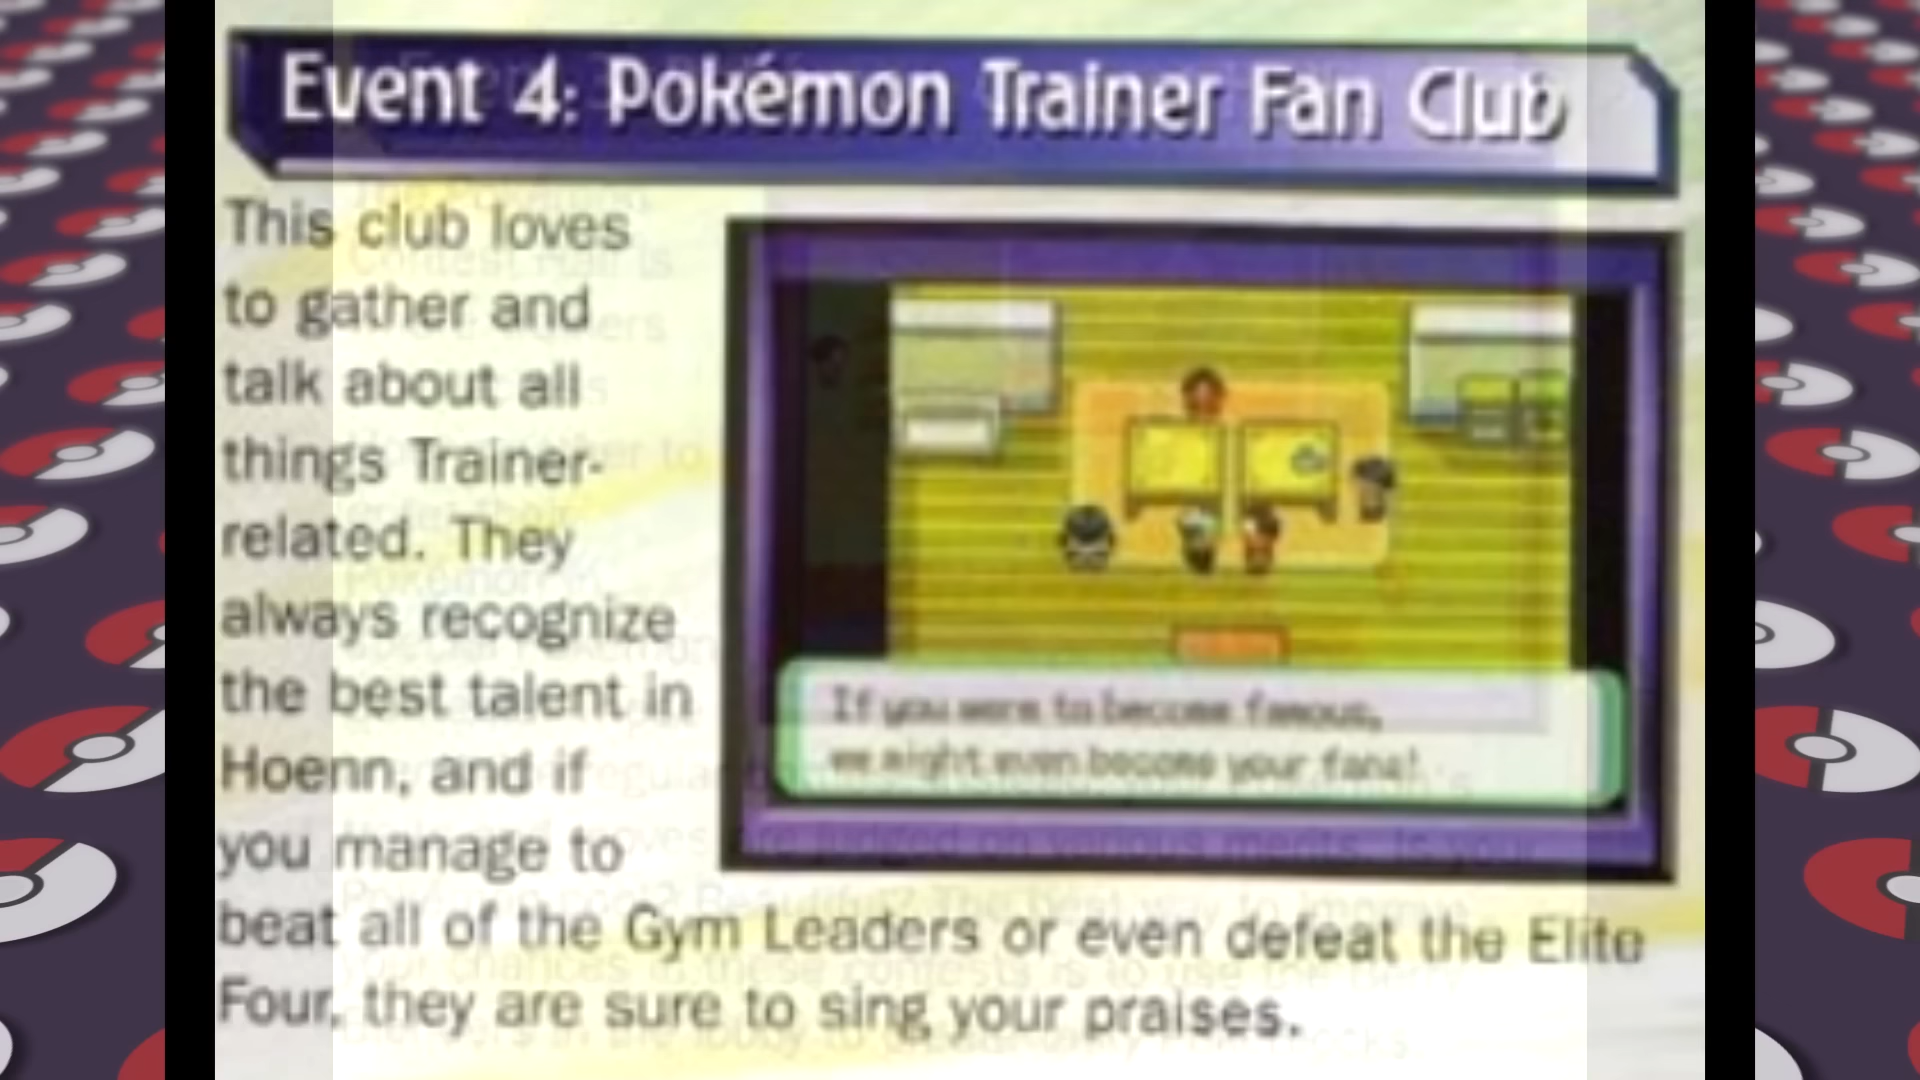 Event 4: Pokémon Trainer Fan Club
This club loves
to gather and
talk about all
things Trainer-
related. They
always recognize
the best talent in
Hoenn, and if
you manage to
beat all of the Gym Leaders or even defeat the Elite
Four, they are sure to sing your praises.
If you were to become famous,
we might even become your fans!